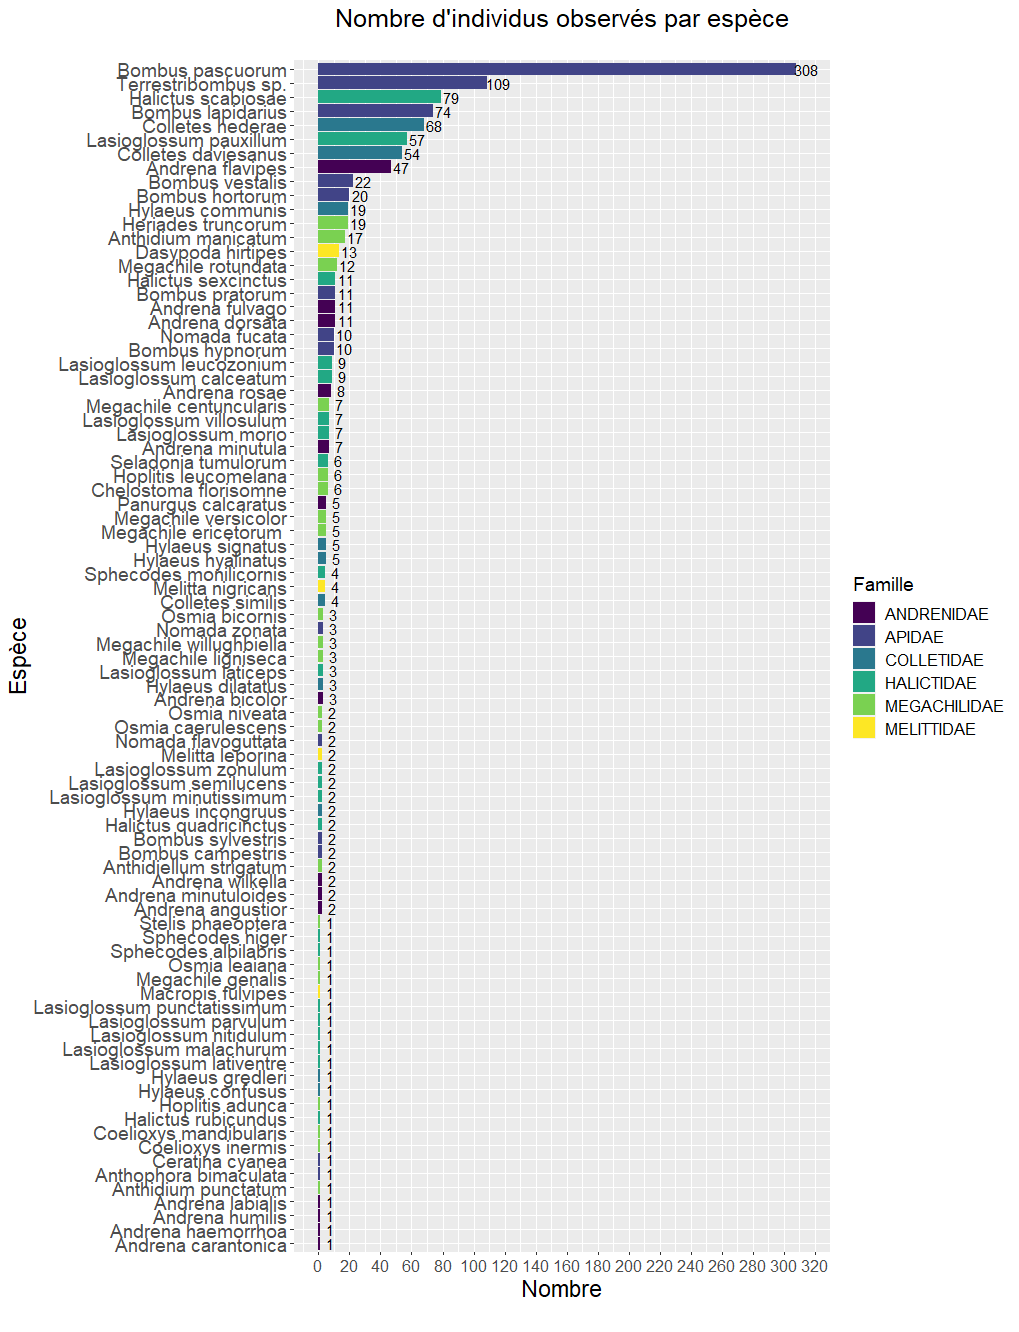 Nombre d'individus observés par espèce
Espèce
Bombus pascuorum 308
Terrestribombus sp. 109
Halictus scabiosae 79
Bombus lapidarius 74
Colletes hederae 68
Lasioglossum pauxillum 57
Colletes daviesanus 54
Andrena flavipes 47
Bombus vestalis 22
Bombus hortorum 20
Hylaeus communis 19
Heriades truncorum 19
Anthidium manicatum 17
Dasypoda hirtipes 13
Megachile rotundata 12
Halictus sexcinctus 11
Bombus pratorum 11
Andrena fulvago 11
Andrena dorsata 11
Nomada fucata 10
Bombus hypnorum 10
Lasioglossum leucozonium 9
Lasioglossum calceatum 9
Andrena rosae 8
Megachile centuncularis 7
Lasioglossum villosulum 7
Lasioglossum morio 7
Andrena minutula 7
Seladonia tumulorum 6
Hoplitis leucomelana 6
Chelostoma florisomne 6
Panurgus calcaratus 5
Megachile versicolor 5
Megachile ericetorum 5
Hylaeus signatus 5
Hylaeus hyalinatus 5
Sphecodes monilicornis 4
Melitta nigricans 4
Colletes similis 4
Osmia bicornis 3
Nomada zonata 3
Megachile willughbiella 3
Megachile ligniseca 3
Lasioglossum laticeps 3
Hylaeus dilatatus 3
Andrena bicolor 3
Osmia niveata 2
Osmia caerulescens 2
Nomada flavoguttata 2
Melitta leporina 2
Lasioglossum zonulum 2
Lasioglossum semilucens 2
Lasioglossum minutissimum 2
Hylaeus incongruus 2
Halictus quadricinctus 2
Bombus sylvestris 2
Bombus campestris 2
Anthidiellum strigatum 2
Andrena wilkella 2
Andrena minutuloides 2
Andrena angustior 2
Stelis phaeoptera 1
Sphecodes niger 1
Sphecodes albilabris 1
Osmia leaiana 1
Megachile genalis 1
Macropis fulvipes 1
Lasioglossum punctatissimum 1
Lasioglossum parvulum 1
Lasioglossum nitidulum 1
Lasioglossum malachurum 1
Lasioglossum lativentre 1
Hylaeus gredleri 1
Hylaeus confusus 1
Hoplitis adunca 1
Halictus rubicundus 1
Coelioxys mandibularis 1
Coelioxys inermis 1
Ceratina cyanea 1
Anthophora bimaculata 1
Anthidium punctatum 1
Andrena labialis 1
Andrena humilis 1
Andrena haemorrhoa 1
Andrena carantonica 1
0 20 40 60 80 100 120 140 160 180 200 220 240 260 280 300 320
Nombre
Famille
ANDRENIDAE
APIDAE
COLLETIDAE
HALICTIDAE
MEGACHILIDAE
MELITTIDAE